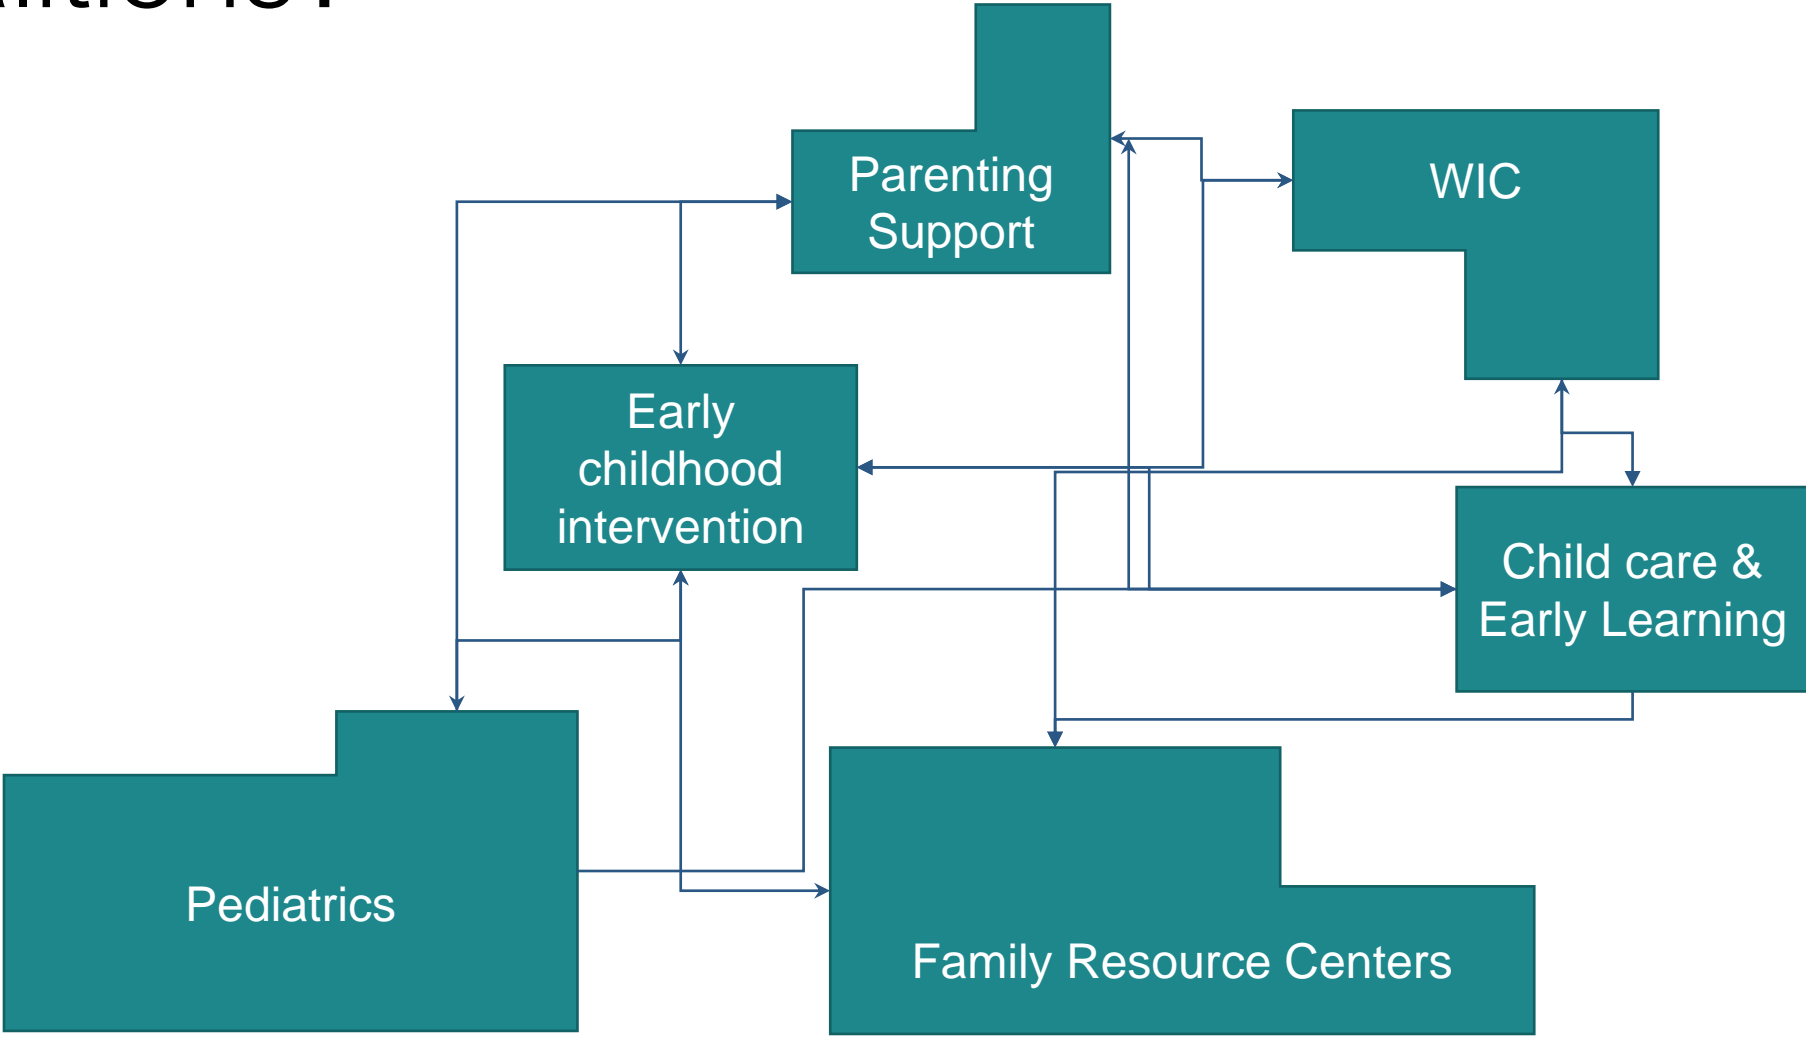 Parenting
Support
WIC
Early
childhood
intervention
Child care &
Early Learning
Pediatrics
Family Resource Centers